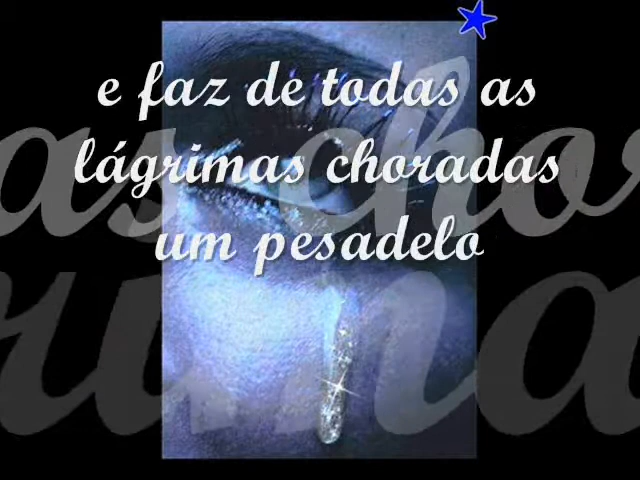 e faz de todas as
lágrimas choradas
um pesadelo